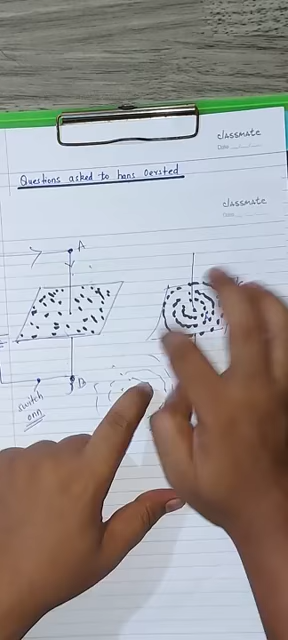 classmate
Date
Questions asked to hans oersted
classmate
Date
A
B
switch
onn